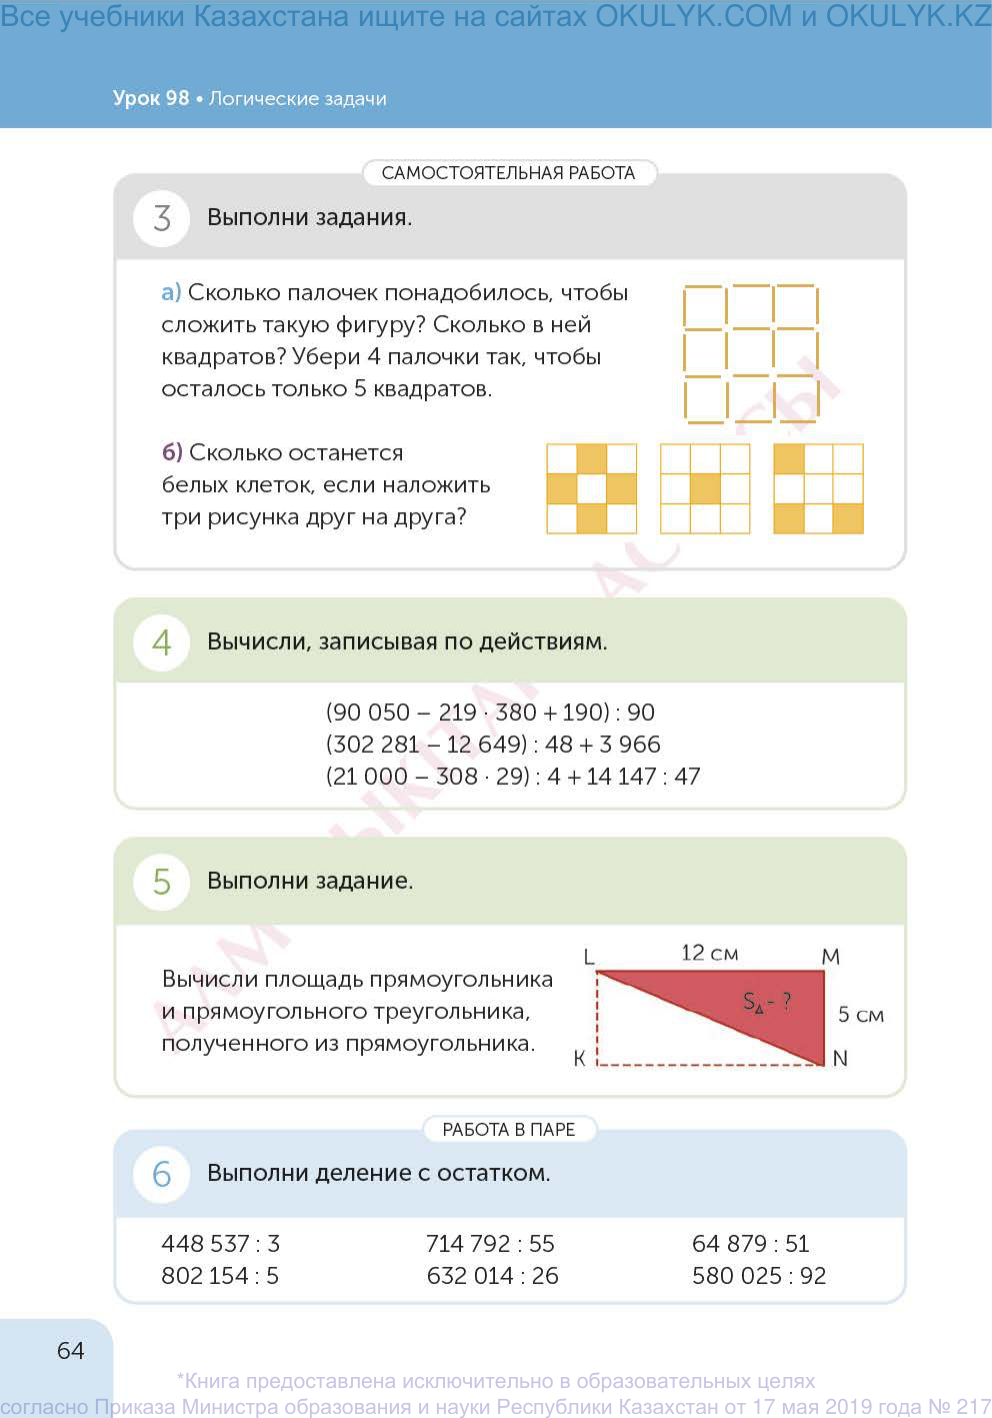 Все учебники Казахстана ищите на сайтах OKULYK.COM и OKULYK.KZ
Урок 98 • Логические задачи
САМОСТОЯТЕЛЬНАЯ РАБОТА
3 Выполни задания.
а) Сколько палочек понадобилось, чтобы
сложить такую фигуру? Сколько в ней
квадратов? Убери 4 палочки так, чтобы
осталось только 5 квадратов.
б) Сколько останется
белых клеток, если наложить
три рисунка друг на друга?
4 Вычисли, записывая по действиям.
(90 050 – 219 · 380 + 190) : 90
(302 281 – 12 649) : 48 + 3 966
(21 000 – 308 · 29) : 4 + 14 147 : 47
5 Выполни задание.
Вычисли площадь прямоугольника
и прямоугольного треугольника,
полученного из прямоугольника.
L 12 см M
S△ - ? 5 см
K N
РАБОТА В ПАРЕ
6 Выполни деление с остатком.
448 537 : 3 714 792 : 55 64 879 : 51
802 154 : 5 632 014 : 26 580 025 : 92
64
*Книга предоставлена исключительно в образовательных целях
согласно Приказа Министра образования и науки Республики Казахстан от 17 мая 2019 года № 217